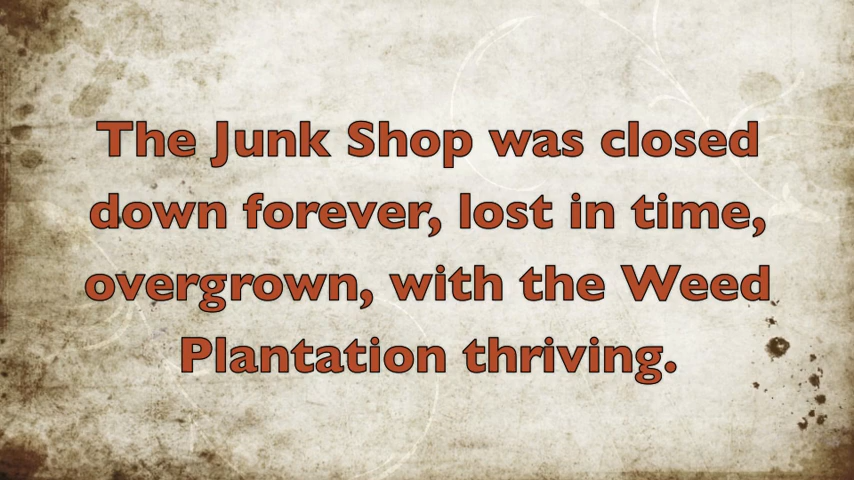 The Junk Shop was closed
down forever, lost in time,
overgrown, with the Weed
Plantation thriving.